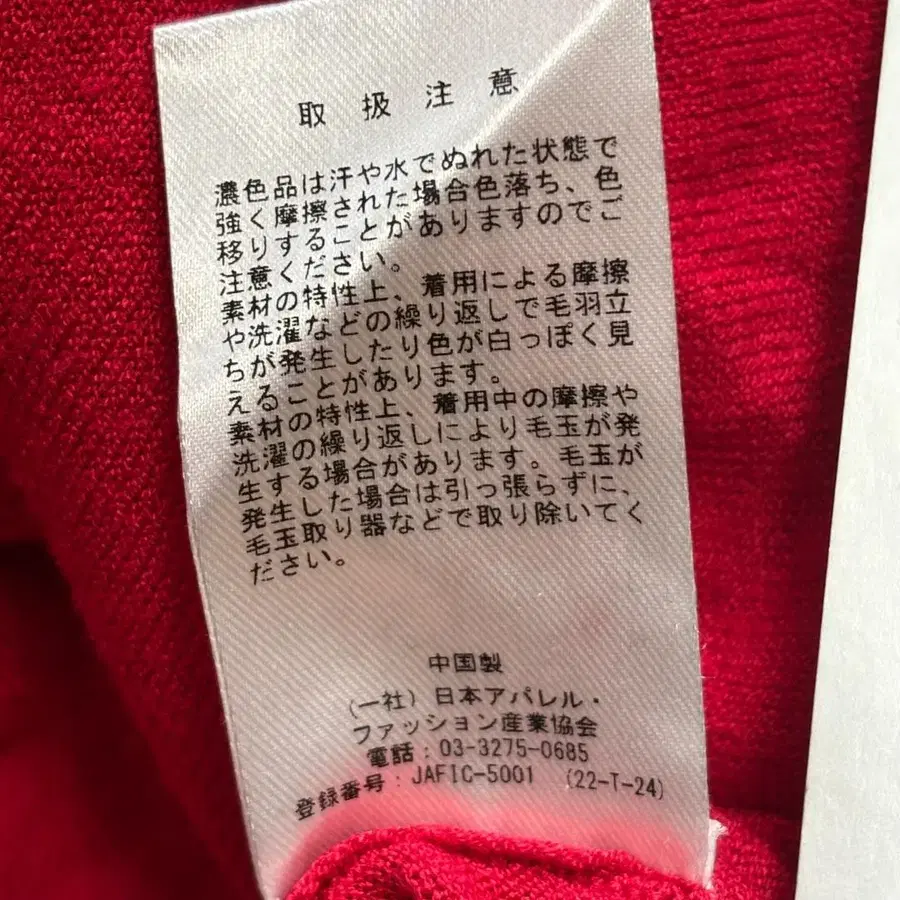 取扱注意
濃色品は汗や水でぬれた状態で
強く摩擦された場合色落ち、色
移りすることがありますのでご
注意ください。
素材の特性上、着用による摩擦
や洗濯などの繰り返しで毛羽立
ちが発生したり色が白っぽく見
えることがあります。
素材の特性上、着用中の摩擦や
洗濯の繰り返しにより毛玉が発
生する場合があります。毛玉が
発生した場合は引っ張らずに、
毛玉取り器などで取り除いてく
ださい。
中国製
(一社)日本アパレル・
ファッション産業協会
電話:03-3275-0685
登録番号:JAFIC-5001 (22-T-24)